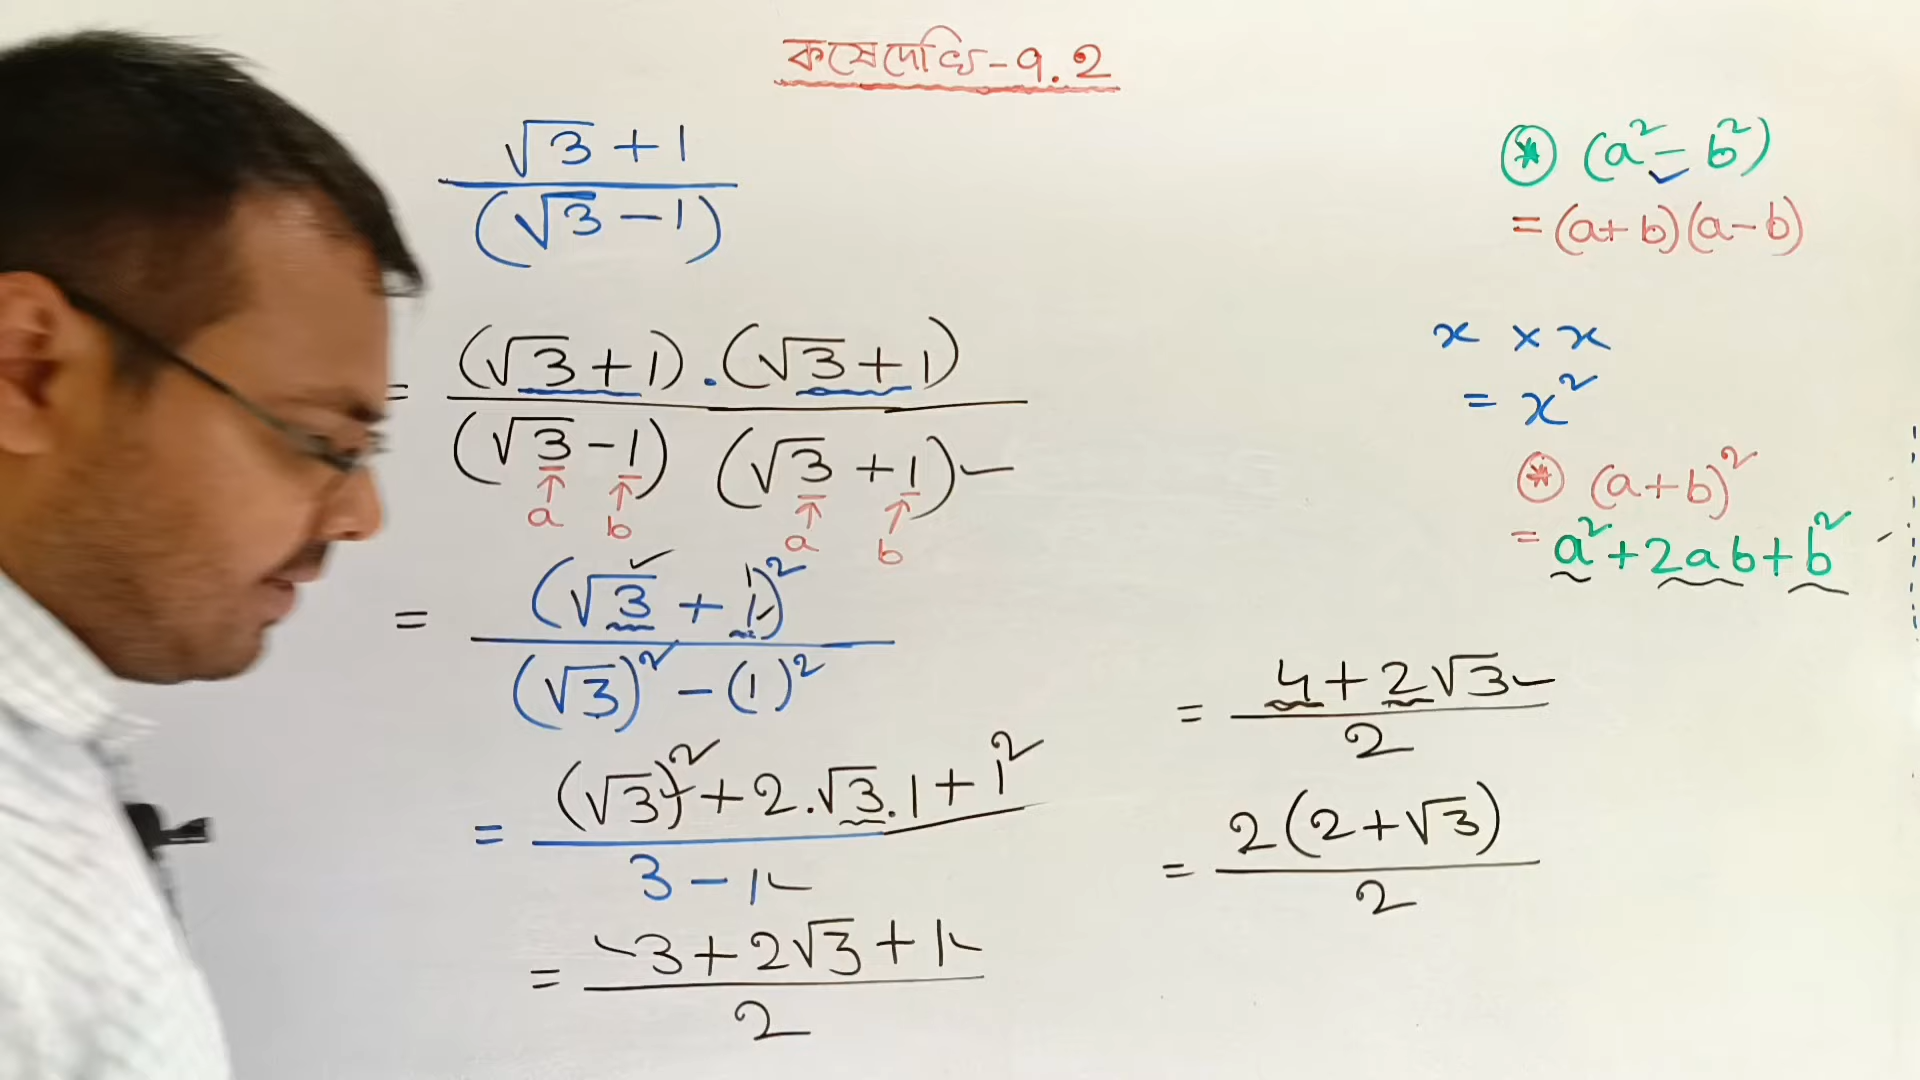 কষে দেখি-৭.২
(√3 + 1) / (√3 - 1)
= (√3 + 1) . (√3 + 1) / (√3 - 1) (√3 + 1)
↑ ↑ ↑ ↑
a b a b
= (√3 + 1)² / (√3)² - (1)²
= (√3)² + 2.√3.1 + 1² / 3 - 1
= 3 + 2√3 + 1 / 2
= 4 + 2√3 / 2
= 2(2 + √3) / 2
* (a² - b²)
= (a+b)(a-b)
x × x
= x²
* (a+b)²
= a² + 2ab + b²